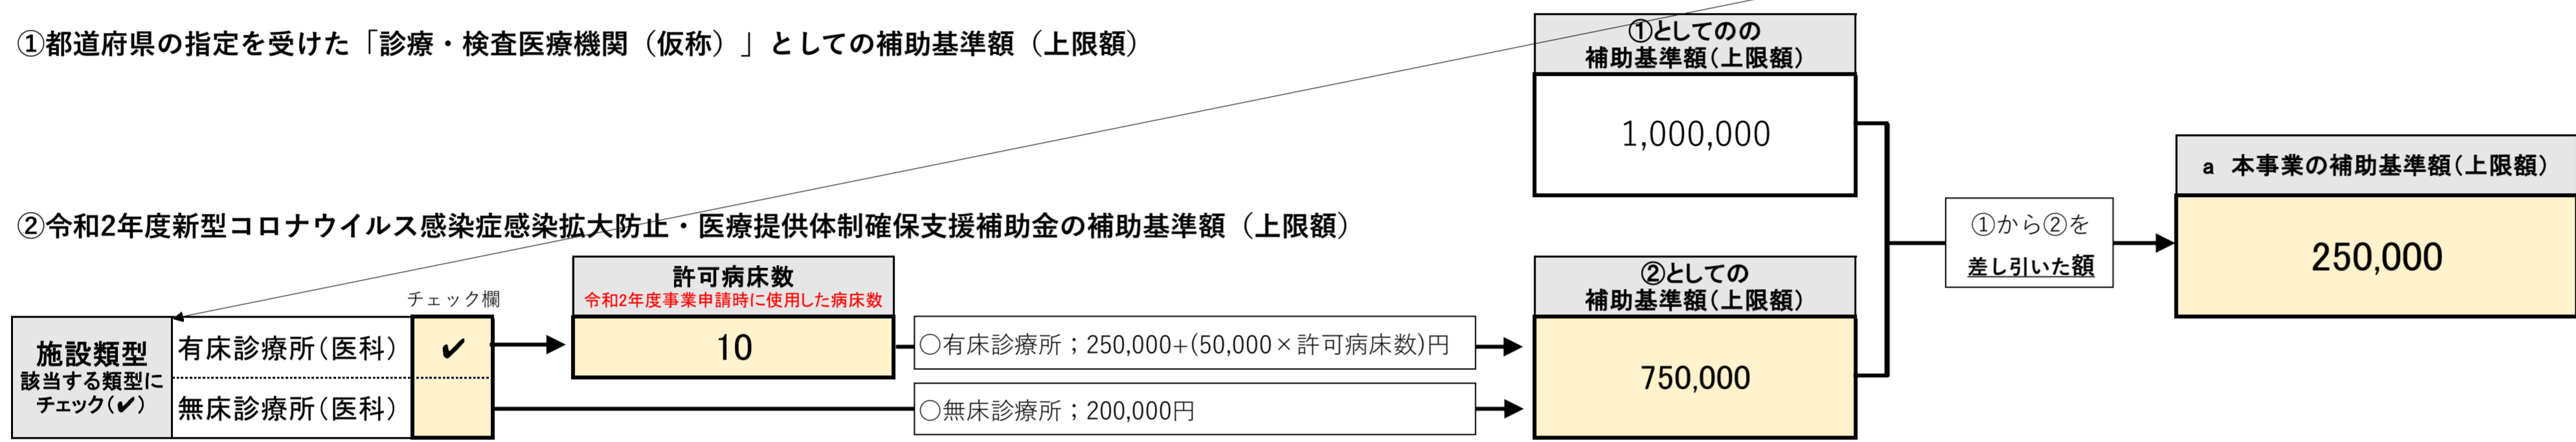 ①都道府県の指定を受けた「診療・検査医療機関（仮称）」としての補助基準額（上限額）
①としてのの
補助基準額（上限額）
1,000,000
a 本事業の補助基準額（上限額）
250,000
①から②を
差し引いた額
②令和2年度新型コロナウイルス感染症感染拡大防止・医療提供体制確保支援補助金の補助基準額（上限額）
チェック欄
許可病床数
令和2年度事業申請時に使用した病床数
10
②としての
補助基準額（上限額）
750,000
施設類型
該当する類型に
チェック（✔）
有床診療所（医科）
✔
○有床診療所；250,000+(50,000×許可病床数)円
無床診療所（医科）
○無床診療所；200,000円